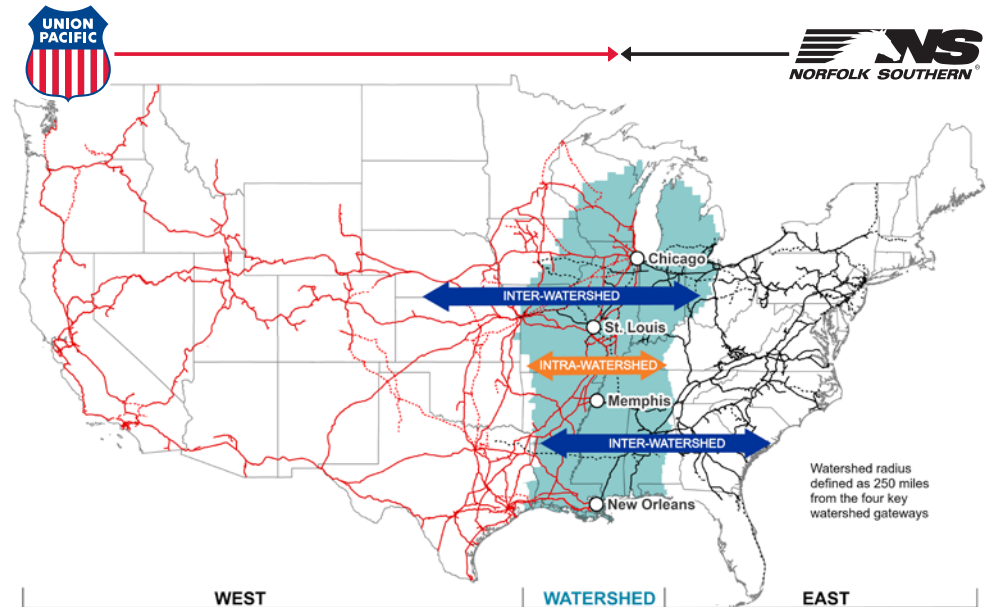 UNION
PACIFIC
NS
NORFOLK SOUTHERN®
Chicago
INTER-WATERSHED
St. Louis
INTRA-WATERSHED
Memphis
INTER-WATERSHED
Watershed radius
defined as 250 miles
from the four key
watershed gateways
New Orleans
WEST
WATERSHED
EAST